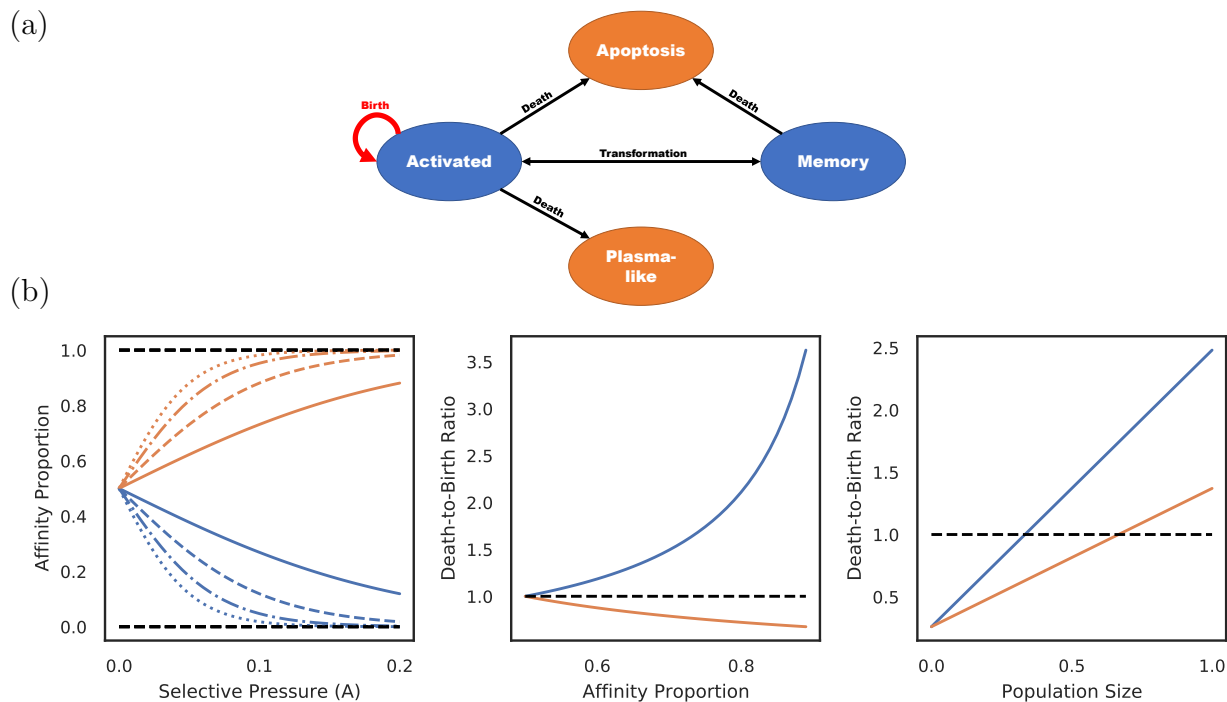 (a)
Apoptosis
Birth
Death
Death
Activated
Transformation
Memory
Death
Plasma-
like
(b)
Affinity Proportion
1.0
0.8
0.6
0.4
0.2
0.0
0.0
0.1
0.2
Selective Pressure (A)
Death-to-Birth Ratio
3.5
3.0
2.5
2.0
1.5
1.0
0.6
0.8
Affinity Proportion
Death-to-Birth Ratio
2.5
2.0
1.5
1.0
0.5
0.0
0.5
1.0
Population Size